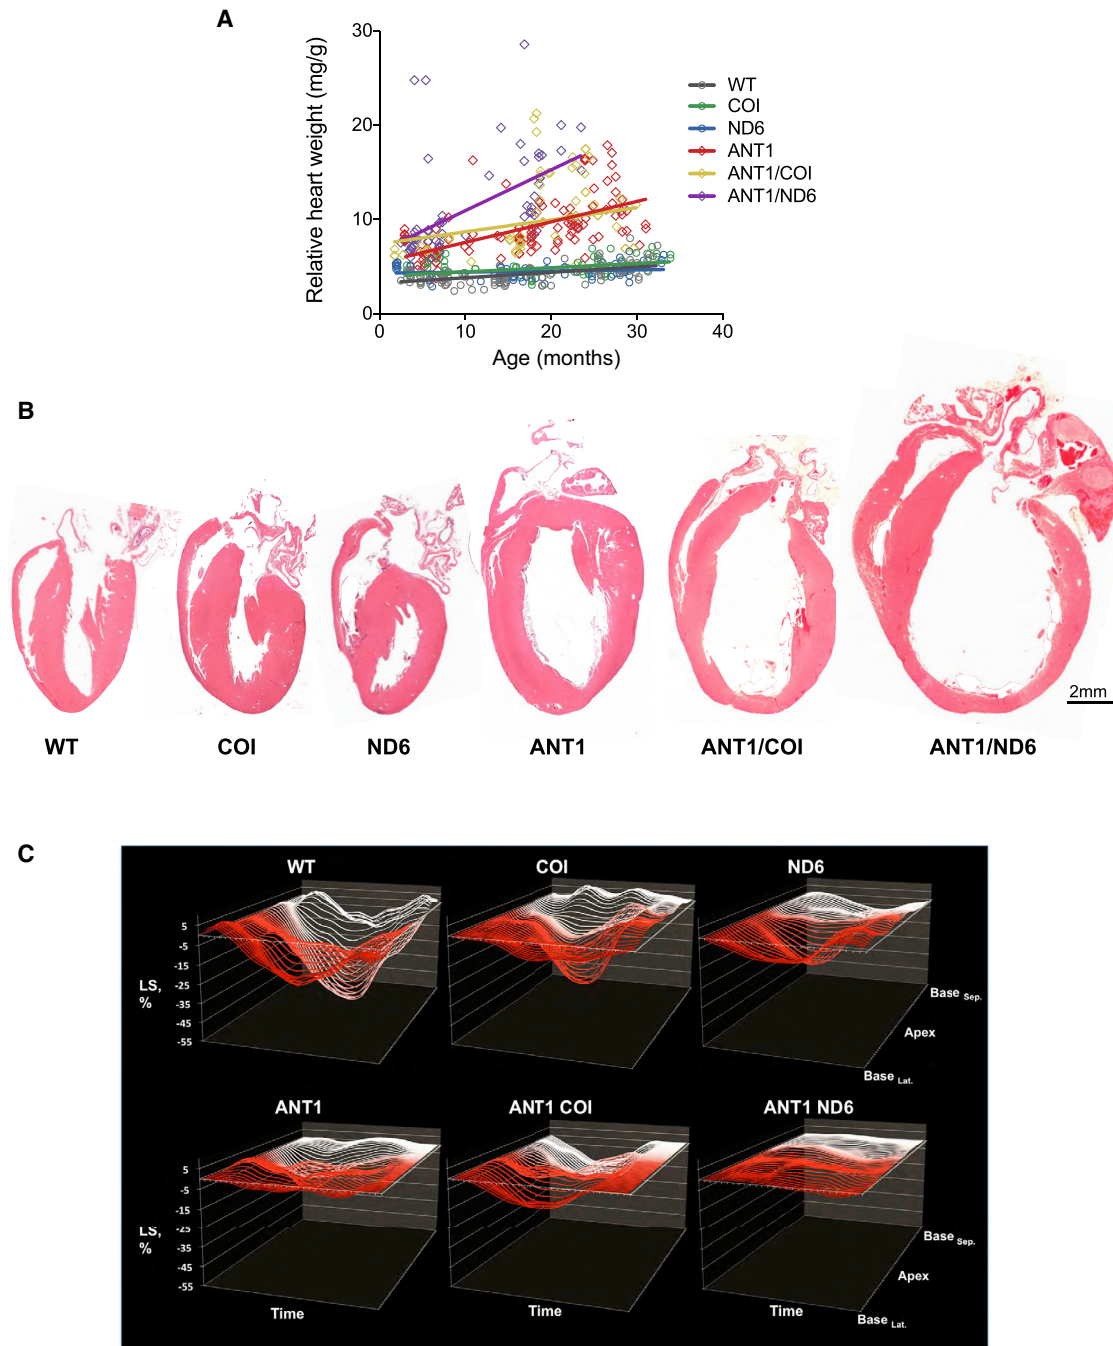 A
Relative heart weight (mg/g)
30
20
10
0
0
10
20
30
40
Age (months)
WT
COI
ND6
ANT1
ANT1/COI
ANT1/ND6
B
2mm
WT
COI
ND6
ANT1
ANT1/COI
ANT1/ND6
C
WT
COI
ND6
5
-5
-15
-25
-35
-45
-55
LS,
%
Base Sep.
Apex
Base Lat.
ANT1
ANT1 COI
ANT1 ND6
5
-5
-15
-25
-35
-45
-55
LS,
%
Base Sep.
Apex
Base Lat.
Time
Time
Time